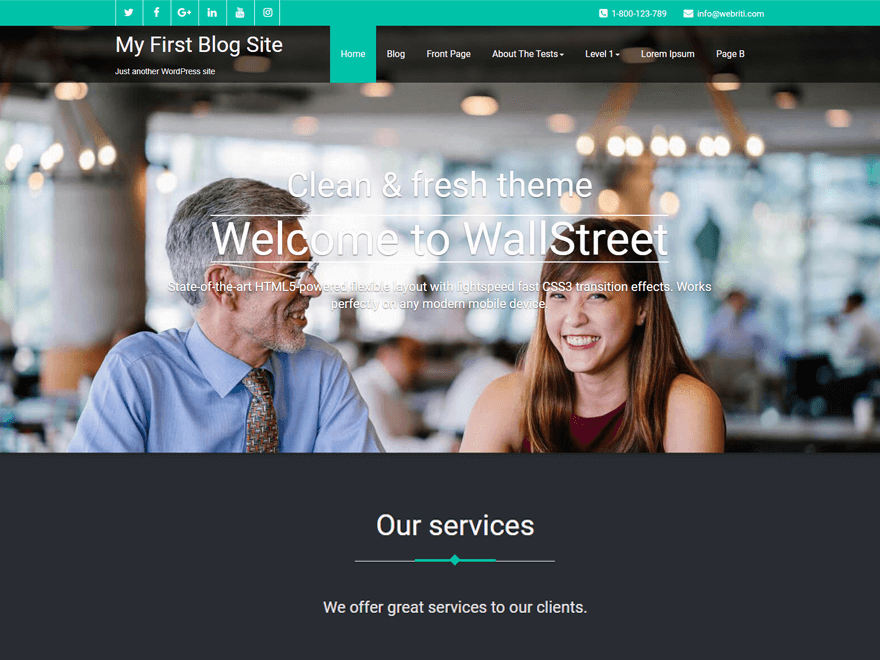 1-800-123-789 info@webriti.com
My First Blog Site
Just another WordPress site
Home Blog Front Page About The Tests Level 1 Lorem Ipsum Page B
Clean & fresh theme
Welcome to WallStreet
State-of-the-art HTML5-powered flexible layout with lightspeed fast CSS3 transition effects. Works
perfectly on any modern mobile device.
Our services
We offer great services to our clients.